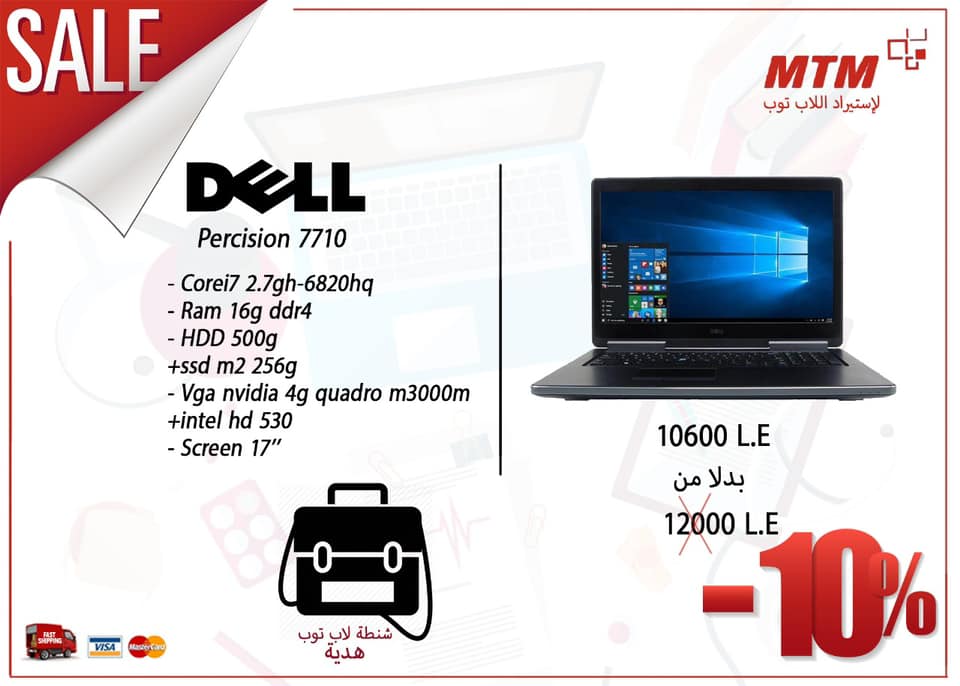 SALE
MTM
لإستيراد اللاب توب
DELL
Percision 7710
- Corei7 2.7gh-6820hq
- Ram 16g ddr4
- HDD 500g
+ssd m2 256g
- Vga nvidia 4g quadro m3000m
+intel hd 530
- Screen 17’’
10600 L.E
بدلا من
12000 L.E
-10%
شنطة لاب توب
هدية
FAST
SHIPPING
VISA
MasterCard